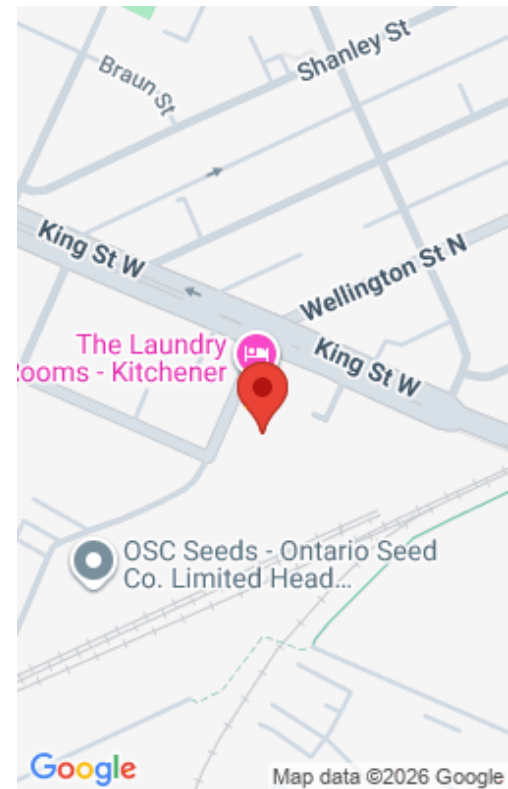 Shanley St
Braun St
King St W
Wellington St N
The Laundry
Rooms - Kitchener
King St W
OSC Seeds - Ontario Seed
Co. Limited Head...
Google
Map data ©2026 Google